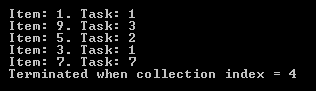 Item: 1. Task: 1
Item: 9. Task: 3
Item: 5. Task: 2
Item: 3. Task: 1
Item: 7. Task: 7
Terminated when collection index = 4